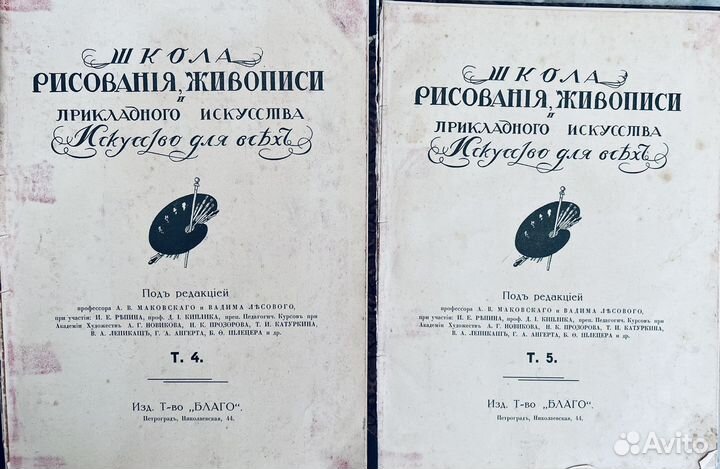 ШКОЛА
РИСОВАНІЯ, ЖИВОПИСИ
И
ПРИКЛАДНОГО ИСКУССТВА
Искусство для всѣхъ
Подъ редакціей
профессора А. В. МАКОВСКАГО и ВАДИМА ЛѢСОВОГО,
при участіи: И. Е. РѢПИНА, проф. Д. І. КИПЛИКА, преп. Педагогич. Курсовъ при
Академіи Художествъ А. Г. НОВИКОВА, И. К. ПРОЗОРОВА, Т. И. КАТУРКИНА,
В. А. ЛЕПИКАШЪ, Г. А. АНГЕРТА, Б. Ѳ. ШЛЕЦЕРА и др.
Т. 4.
Изд. Т-во „БЛАГО“.
Петроградъ, Николаевская, 44.
ШКОЛА
РИСОВАНІЯ, ЖИВОПИСИ
И
ПРИКЛАДНОГО ИСКУССТВА
Искусство для всѣхъ
Подъ редакціей
профессора А. В. МАКОВСКАГО и ВАДИМА ЛѢСОВОГО,
при участіи: И. Е. РѢПИНА, проф. Д. І. КИПЛИКА, преп. Педагогич. Курсовъ при
Академіи Художествъ А. Г. НОВИКОВА, И. К. ПРОЗОРОВА, Т. И. КАТУРКИНА,
В. А. ЛЕПИКАШЪ, Г. А. АНГЕРТА, Б. Ѳ. ШЛЕЦЕРА и др.
Т. 5.
Изд. Т-во „БЛАГО“.
Петроградъ, Николаевская, 44.
Avito